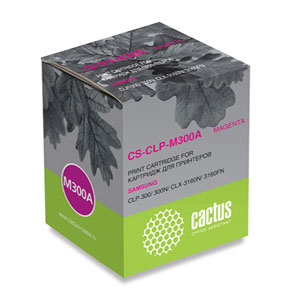 CS-CLP-M300A MAGENTA
PRINT CARTRIDGE FOR
КАРТРИДЖ ДЛЯ ПРИНТЕРОВ
SAMSUNG
CLP-300/ 300N/ CLX-3160N/ 3160FN
M300A
cactus